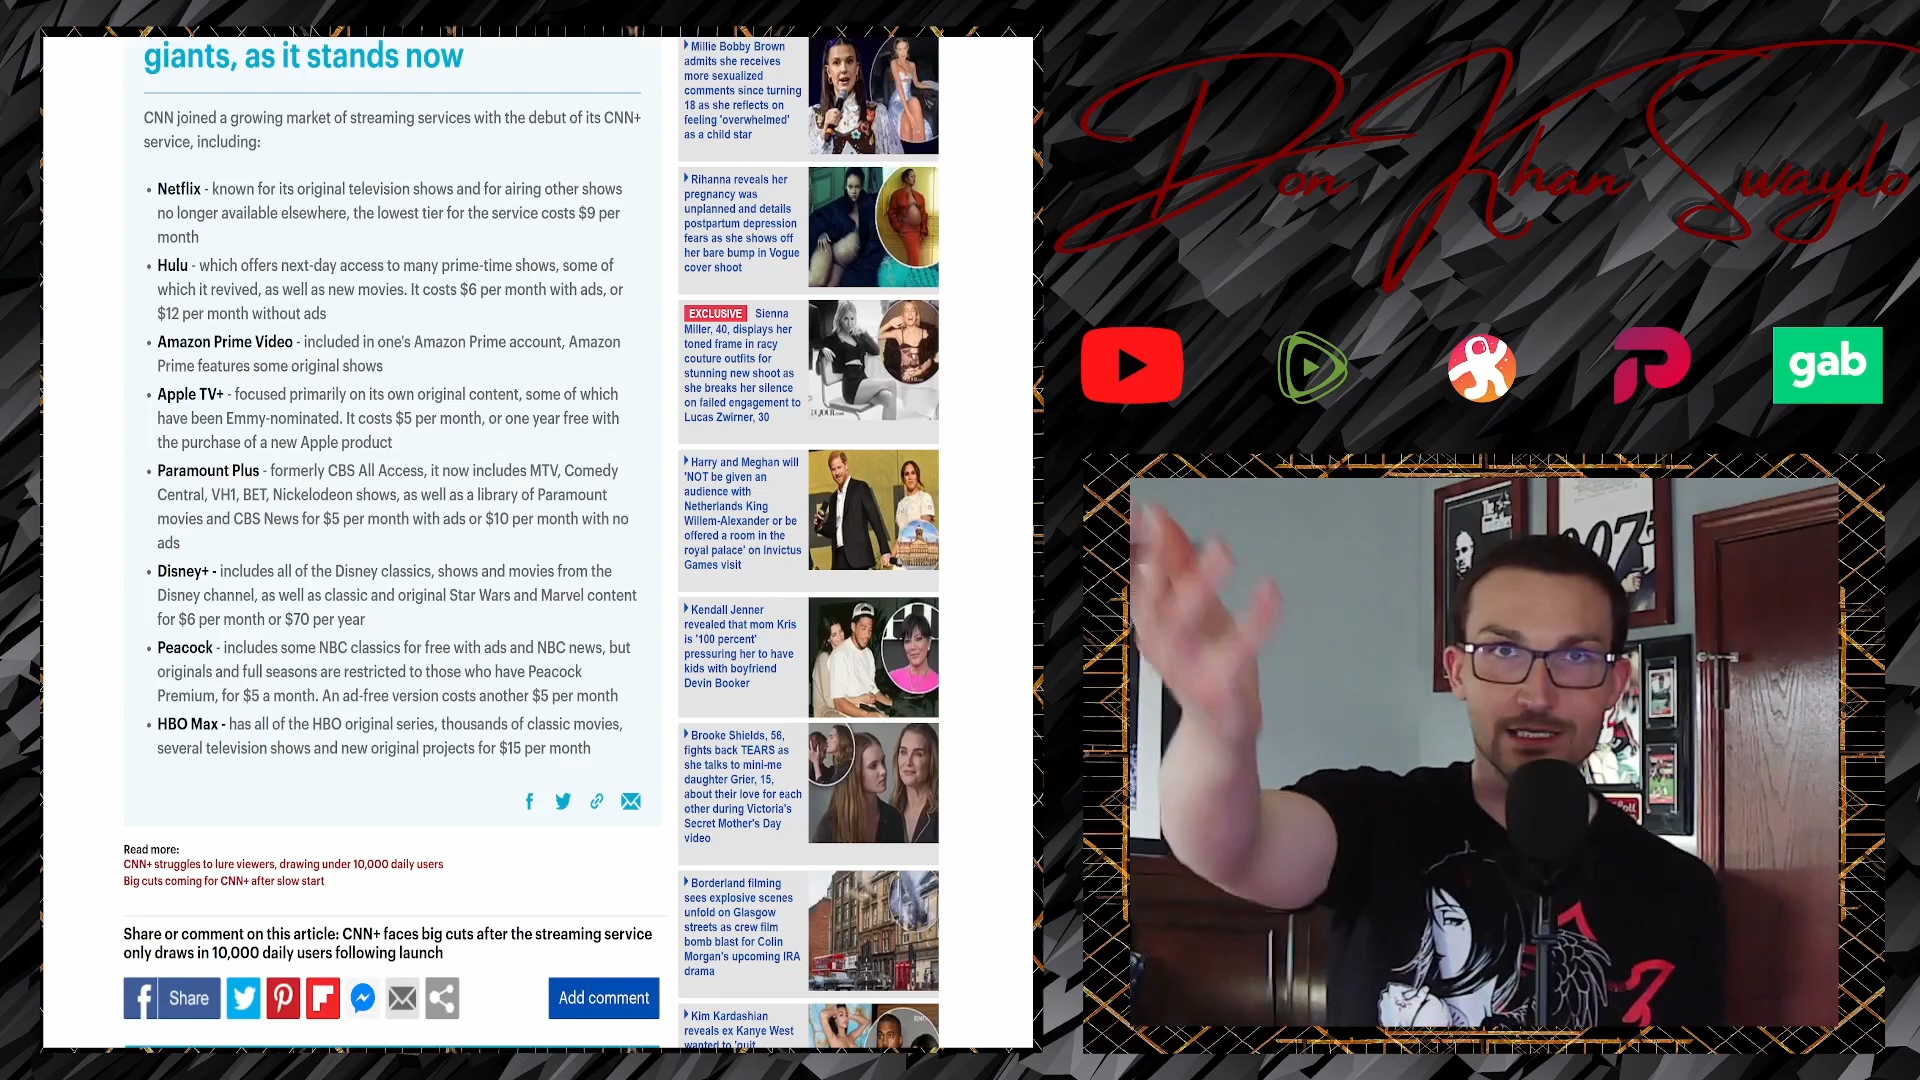 giants, as it stands now
CNN joined a growing market of streaming services with the debut of its CNN+
service, including:
• Netflix - known for its original television shows and for airing other shows
no longer available elsewhere, the lowest tier for the service costs $9 per
month
• Hulu - which offers next-day access to many prime-time shows, some of
which it revived, as well as new movies. It costs $6 per month with ads, or
$12 per month without ads
• Amazon Prime Video - included in one's Amazon Prime account, Amazon
Prime features some original shows
• Apple TV+ - focused primarily on its own original content, some of which
have been Emmy-nominated. It costs $5 per month, or one year free with
the purchase of a new Apple product
• Paramount Plus - formerly CBS All Access, it now includes MTV, Comedy
Central, VH1, BET, Nickelodeon shows, as well as a library of Paramount
movies and CBS News for $5 per month with ads or $10 per month with no
ads
• Disney+ - includes all of the Disney classics, shows and movies from the
Disney channel, as well as classic and original Star Wars and Marvel content
for $6 per month or $70 per year
• Peacock - includes some NBC classics for free with ads and NBC news, but
originals and full seasons are restricted to those who have Peacock
Premium, for $5 a month. An ad-free version costs another $5 per month
• HBO Max - has all of the HBO original series, thousands of classic movies,
several television shows and new original projects for $15 per month
Read more:
CNN+ struggles to lure viewers, drawing under 10,000 daily users
Big cuts coming for CNN+ after slow start
Share or comment on this article: CNN+ faces big cuts after the streaming service
only draws in 10,000 daily users following launch
Share
Add comment
Millie Bobby Brown
admits she receives
more sexualized
comments since turning
18 as she reflects on
feeling 'overwhelmed'
as a child star
Rihanna reveals her
pregnancy was
unplanned and details
postpartum depression
fears as she shows off
her bare bump in Vogue
cover shoot
EXCLUSIVE Sienna
Miller, 40, displays her
toned frame in racy
couture outfits for
stunning new shoot as
she breaks her silence
on failed engagement to
Lucas Zwirner, 30
DUJOUR
Harry and Meghan will
'NOT be given an
audience with
Netherlands King
Willem-Alexander or be
offered a room in the
royal palace' on Invictus
Games visit
Kendall Jenner
revealed that mom Kris
is '100 percent'
pressuring her to have
kids with boyfriend
Devin Booker
Brooke Shields, 56,
fights back TEARS as
she talks to mini-me
daughter Grier, 15,
about their love for each
other during Victoria's
Secret Mother's Day
video
Borderland filming
sees explosive scenes
unfold on Glasgow
streets as crew film
bomb blast for Colin
Morgan's upcoming IRA
drama
Kim Kardashian
reveals ex Kanye West
wanted to 'quit
Don Khan Swaylo
gab
The Godfather
007